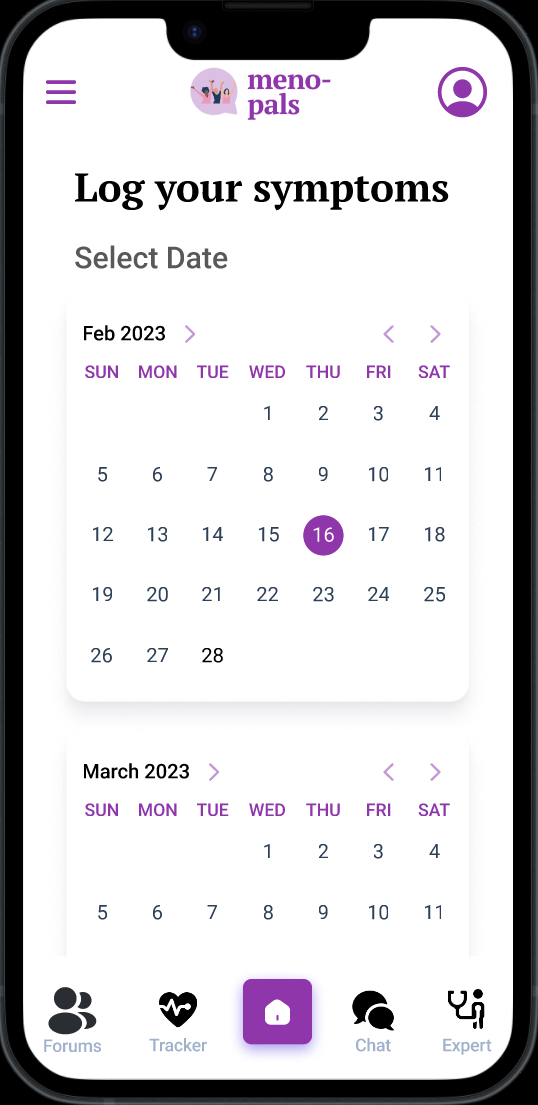 meno-
pals
Log your symptoms
Select Date
Feb 2023
SUN MON TUE WED THU FRI SAT
1 2 3 4
5 6 7 8 9 10 11
12 13 14 15 16 17 18
19 20 21 22 23 24 25
26 27 28
March 2023
SUN MON TUE WED THU FRI SAT
1 2 3 4
5 6 7 8 9 10 11
Forums Tracker Chat Expert